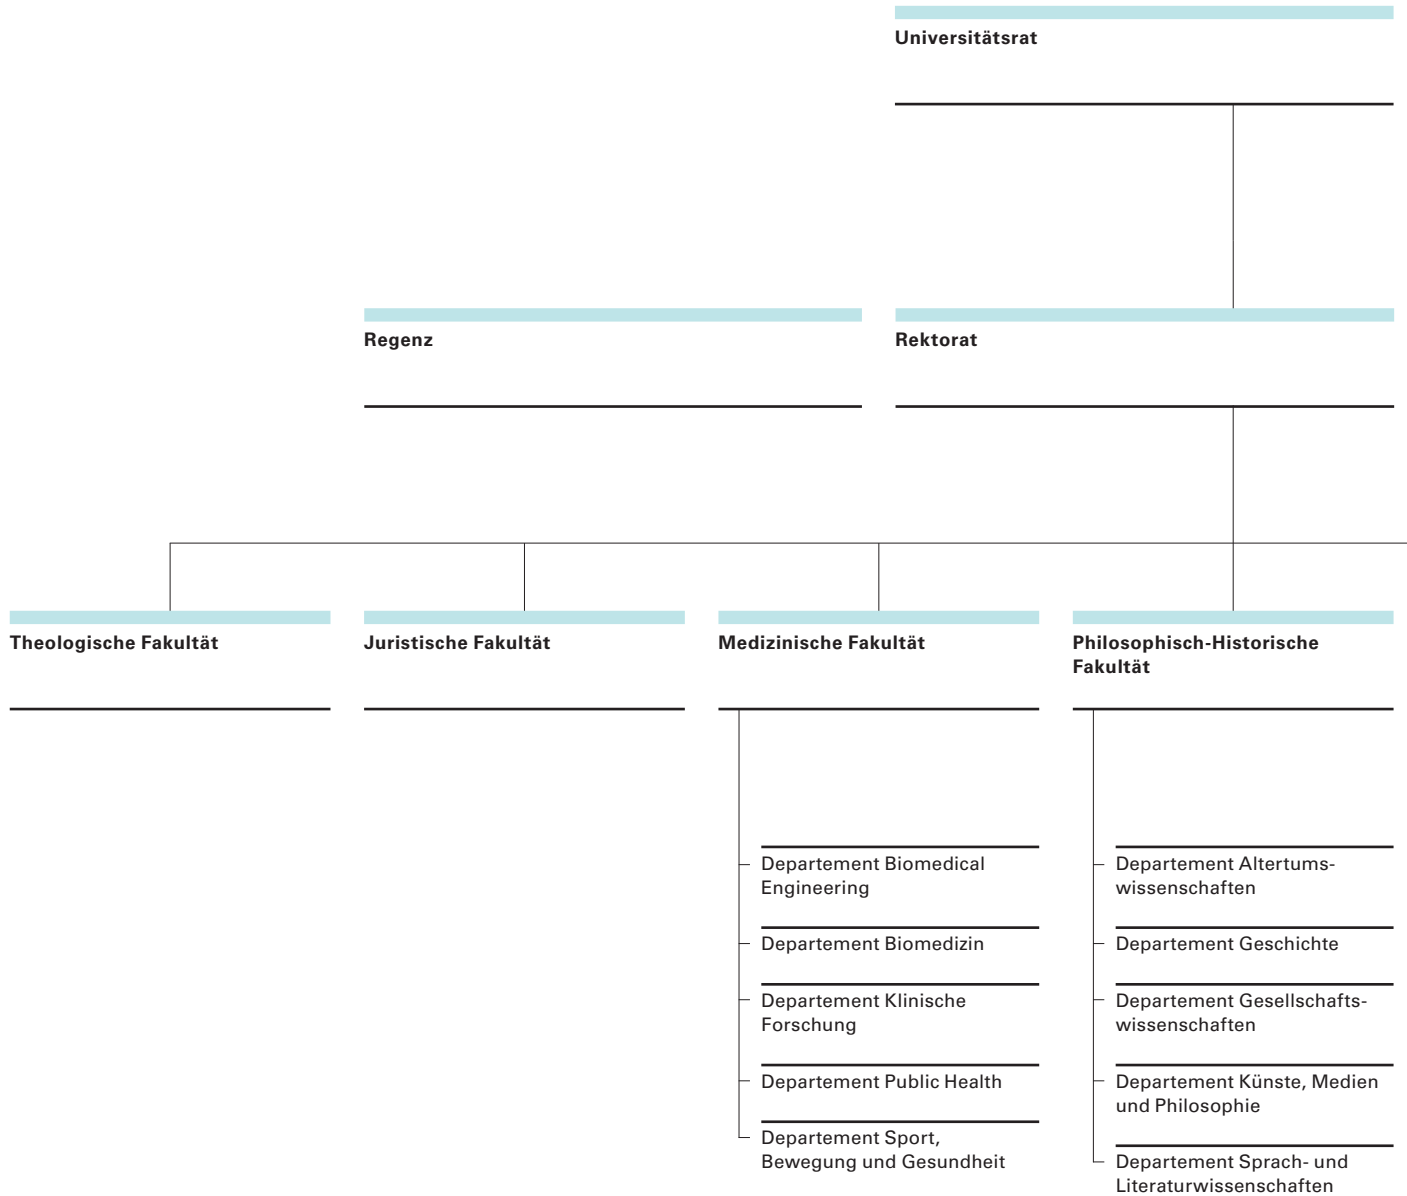 Universitätsrat
Regenz
Rektorat
Theologische Fakultät
Juristische Fakultät
Medizinische Fakultät
Philosophisch-Historische
Fakultät
Departement Biomedical
Engineering
Departement Biomedizin
Departement Klinische
Forschung
Departement Public Health
Departement Sport,
Bewegung und Gesundheit
Departement Altertums-
wissenschaften
Departement Geschichte
Departement Gesellschafts-
wissenschaften
Departement Künste, Medien
und Philosophie
Departement Sprach- und
Literaturwissenschaften